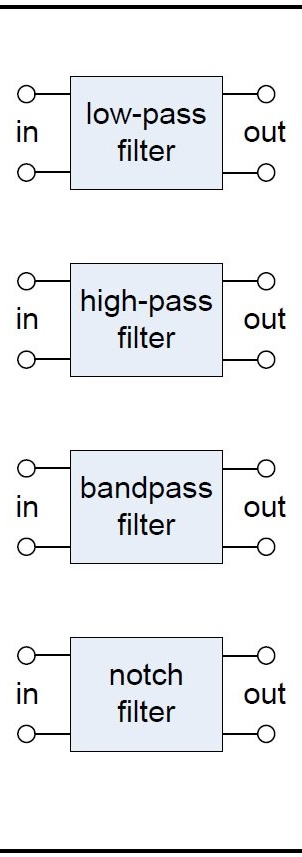 low-pass
in out
filter
high-pass
in out
filter
bandpass
in out
filter
notch
in out
filter